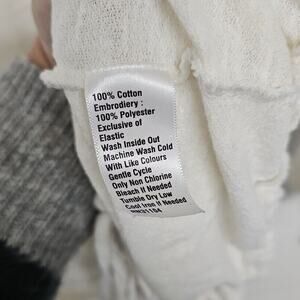 100% Cotton
Embrodiery :
100% Polyester
Exclusive of
Elastic
Wash Inside Out
Machine Wash Cold
With Like Colours
Gentle Cycle
Only Non Chlorine
Bleach If Needed
Tumble Dry Low
Cool Iron If Needed